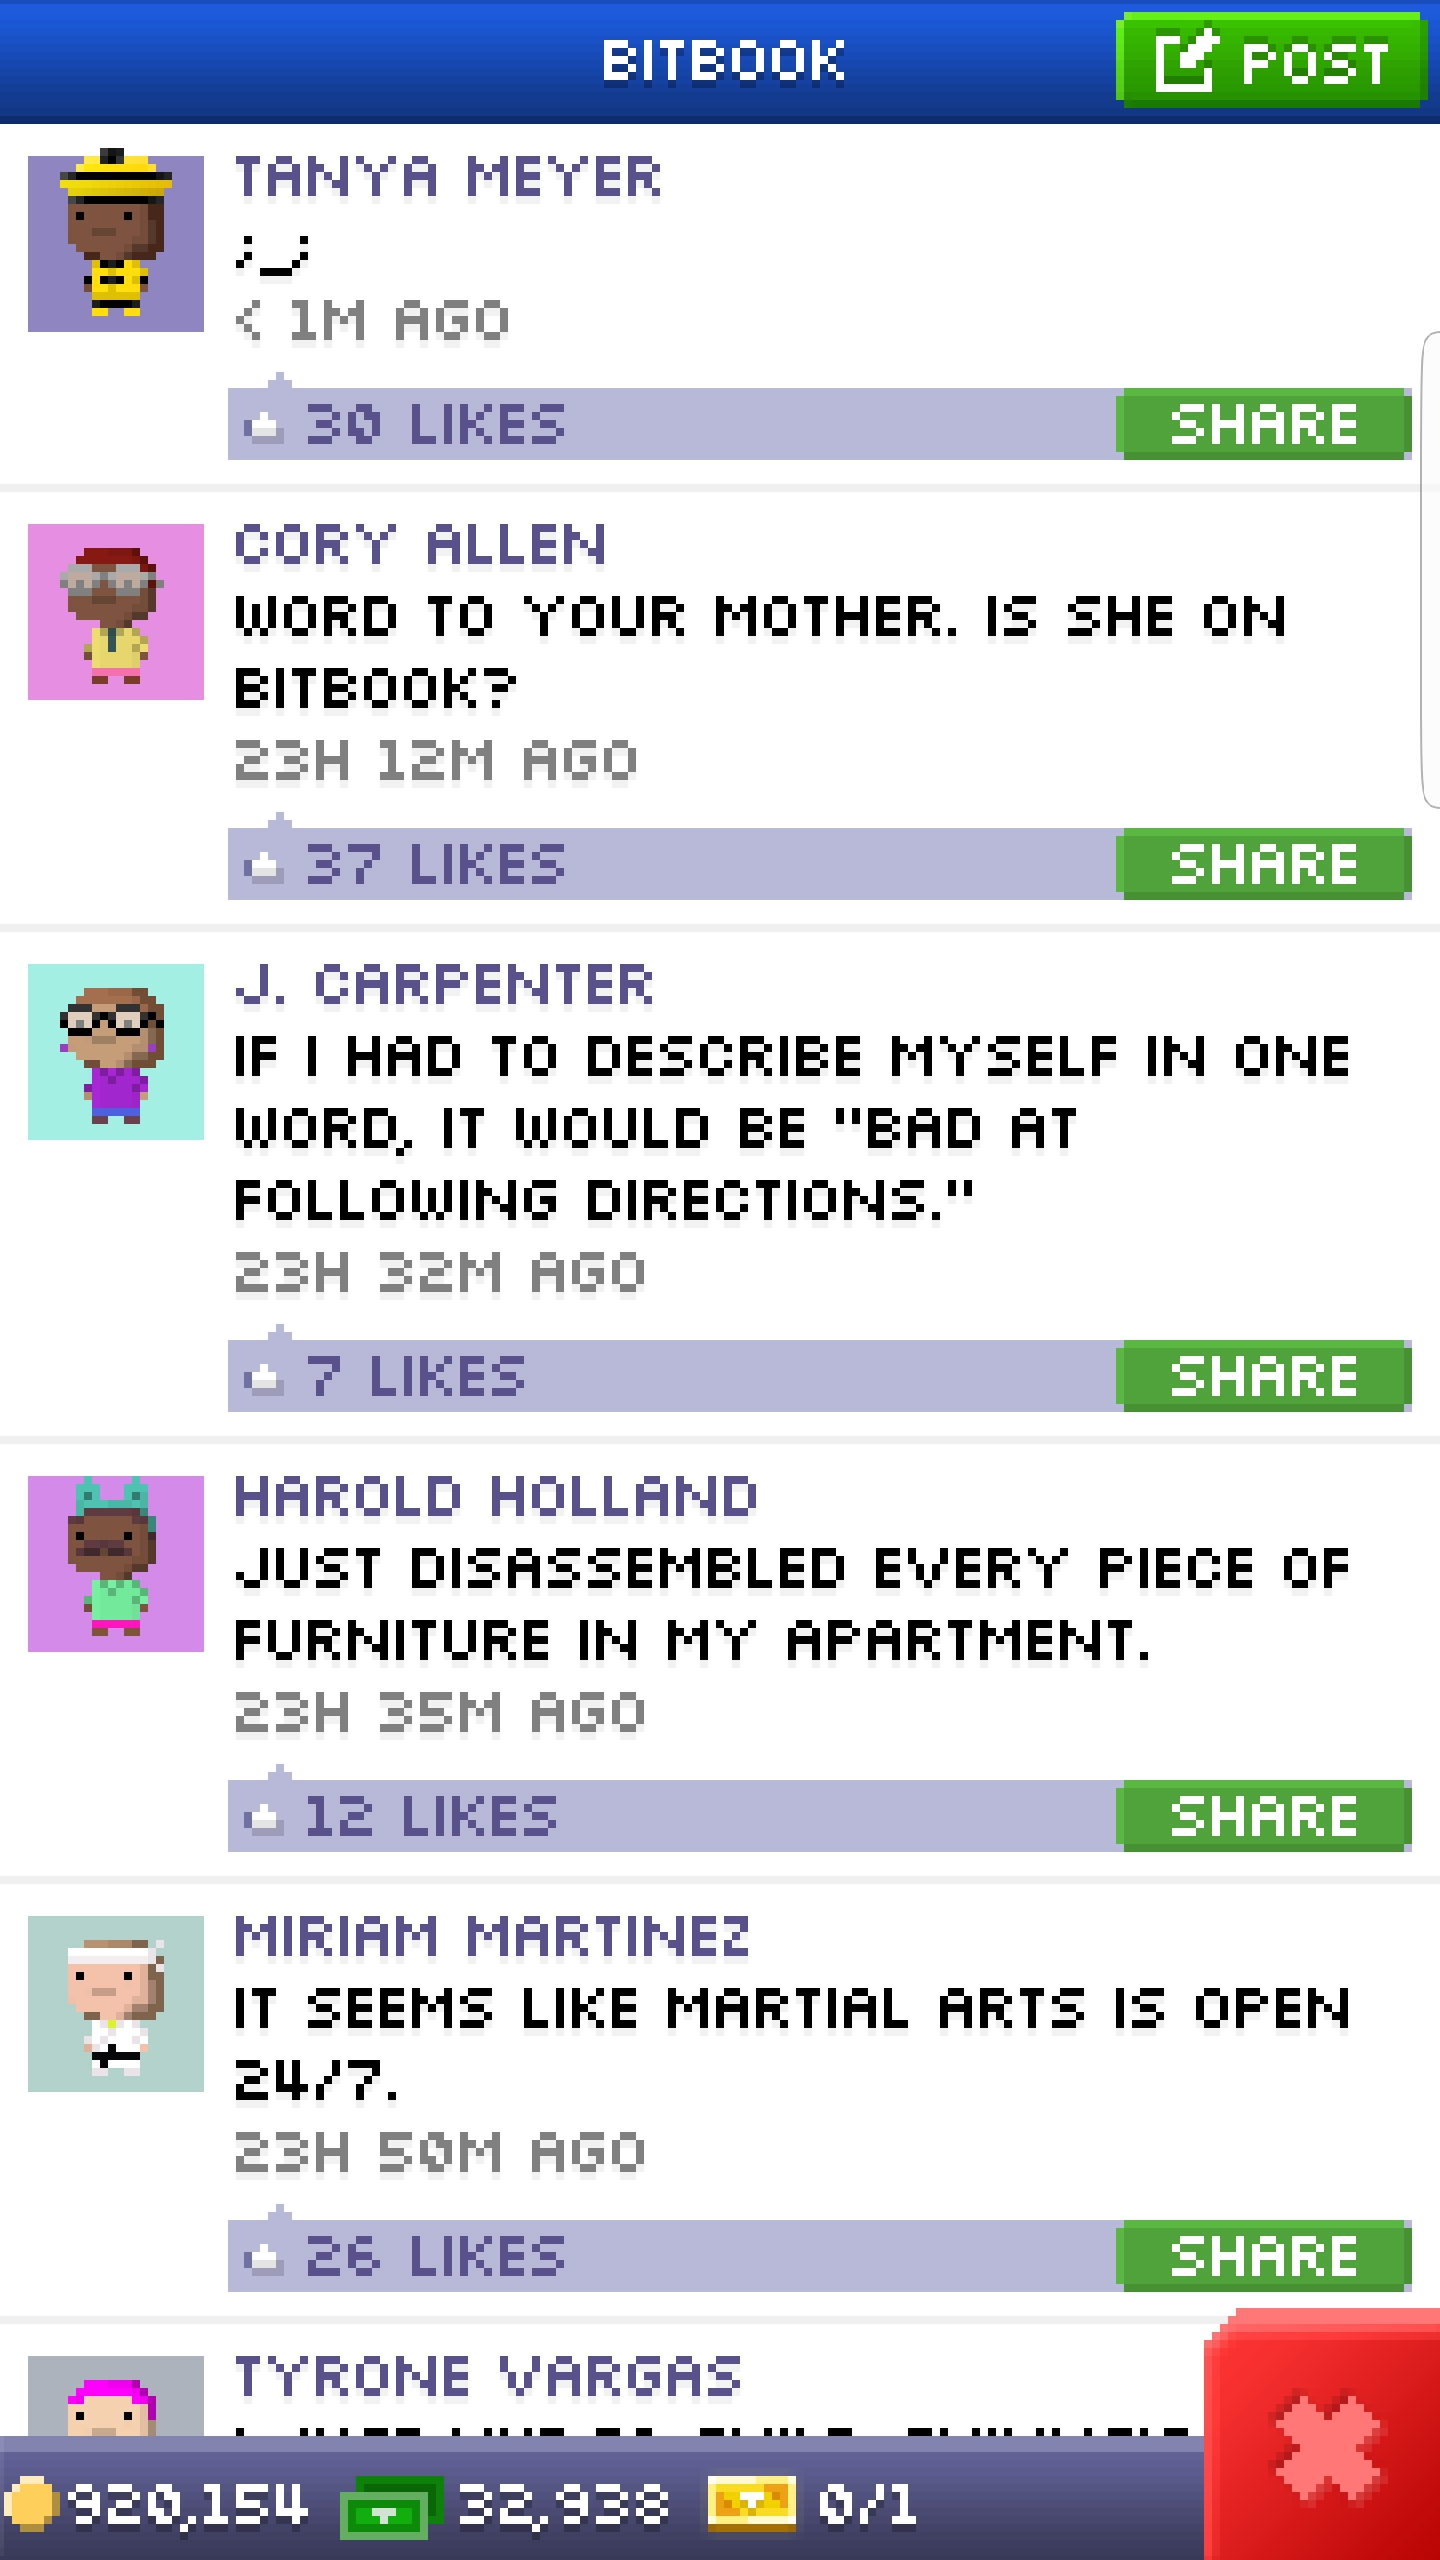 BITBOOK
POST
TANYA MEYER
;_;
< 1M AGO
30 LIKES
SHARE
CORY ALLEN
WORD TO YOUR MOTHER. IS SHE ON
BITBOOK?
23H 12M AGO
37 LIKES
SHARE
J. CARPENTER
IF I HAD TO DESCRIBE MYSELF IN ONE
WORD, IT WOULD BE "BAD AT
FOLLOWING DIRECTIONS."
23H 32M AGO
7 LIKES
SHARE
HAROLD HOLLAND
JUST DISASSEMBLED EVERY PIECE OF
FURNITURE IN MY APARTMENT.
23H 35M AGO
12 LIKES
SHARE
MIRIAM MARTINEZ
IT SEEMS LIKE MARTIAL ARTS IS OPEN
24/7.
23H 50M AGO
26 LIKES
SHARE
TYRONE VARGAS
920,154
32,938
0/1